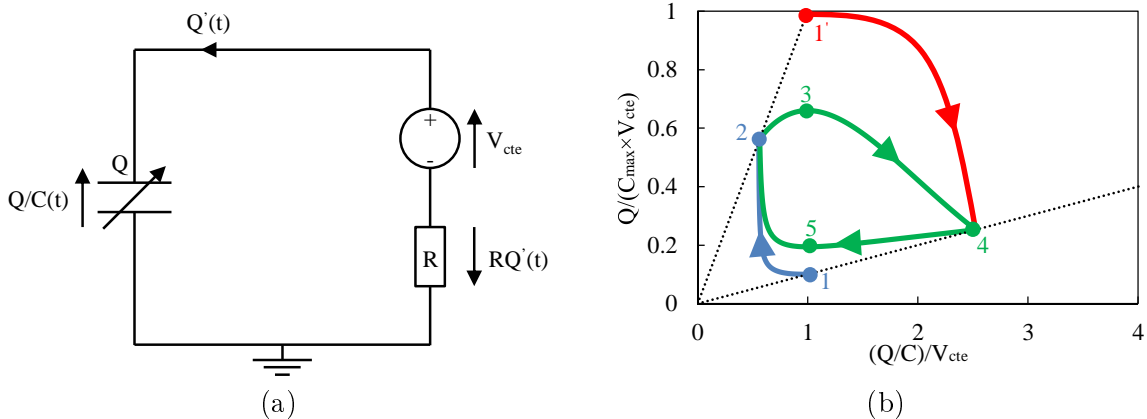 Q’(t)
+
-
V_cte
Q
Q/C(t)
R
RQ’(t)
(a)
1
0.8
0.6
0.4
0.2
0
Q/(C_max×V_cte)
1'
3
2
5
4
1
0 1 2 3 4
(Q/C)/V_cte
(b)